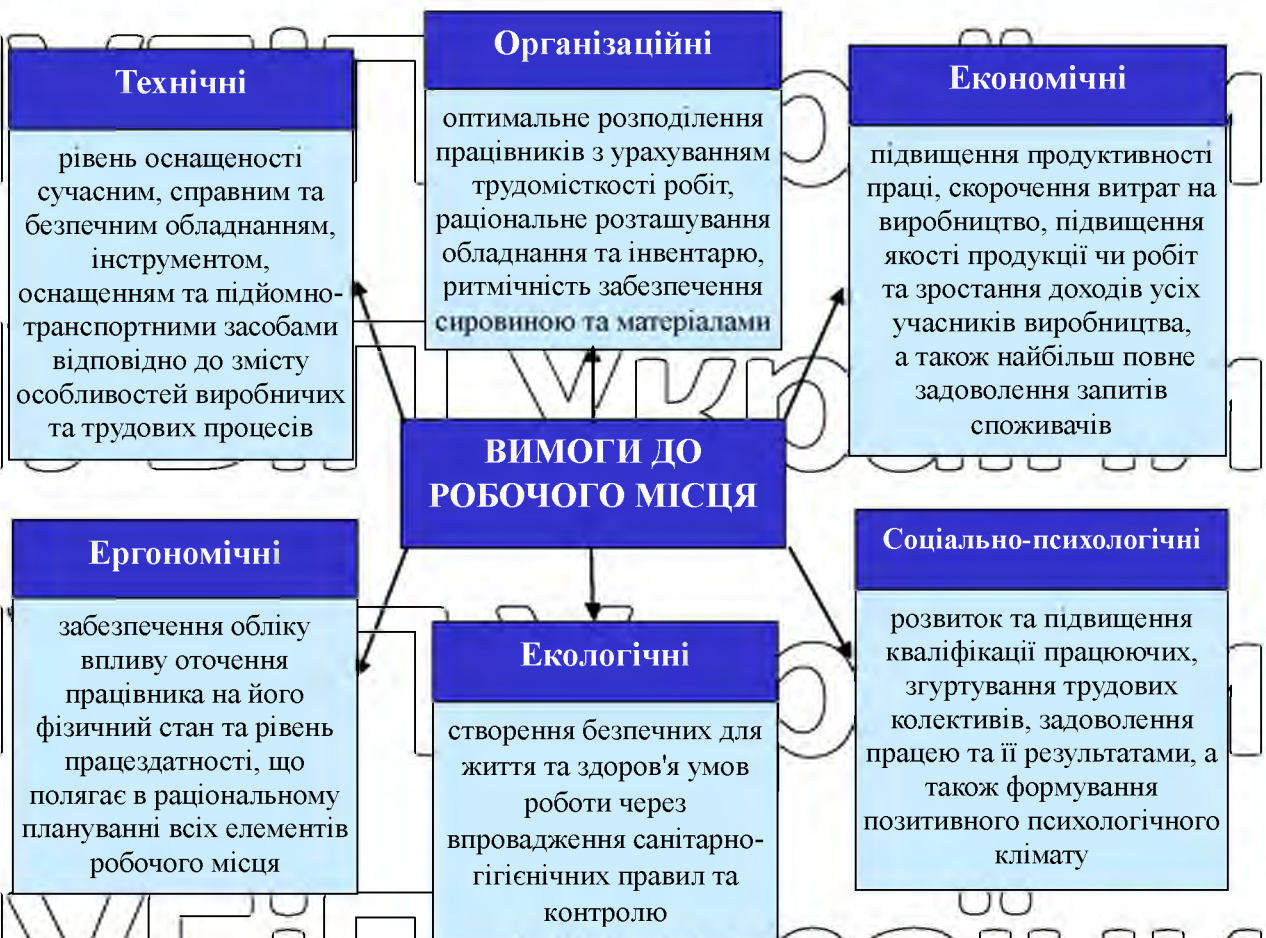 Технічні
рівень оснащеності
сучасним, справним та
безпечним обладнанням,
інструментом,
оснащенням та підйомно-
транспортними засобами
відповідно до змісту
особливостей виробничих
та трудових процесів
Організаційні
оптимальне розподілення
працівників з урахуванням
трудомісткості робіт,
раціональне розташування
обладнання та інвентарю,
ритмічність забезпечення
сировиною та матеріалами
Економічні
підвищення продуктивності
праці, скорочення витрат на
виробництво, підвищення
якості продукції чи робіт
та зростання доходів усіх
учасників виробництва,
а також найбільш повне
задоволення запитів
споживачів
ВИМОГИ ДО
РОБОЧОГО МІСЦЯ
Ергономічні
забезпечення обліку
впливу оточення
працівника на його
фізичний стан та рівень
працездатності, що
полягає в раціональному
плануванні всіх елементів
робочого місця
Екологічні
створення безпечних для
життя та здоров'я умов
роботи через
впровадження санітарно-
гігієнічних правил та
контролю
Соціально-психологічні
розвиток та підвищення
кваліфікації працюючих,
згуртування трудових
колективів, задоволення
працею та її результатами, а
також формування
позитивного психологічного
клімату